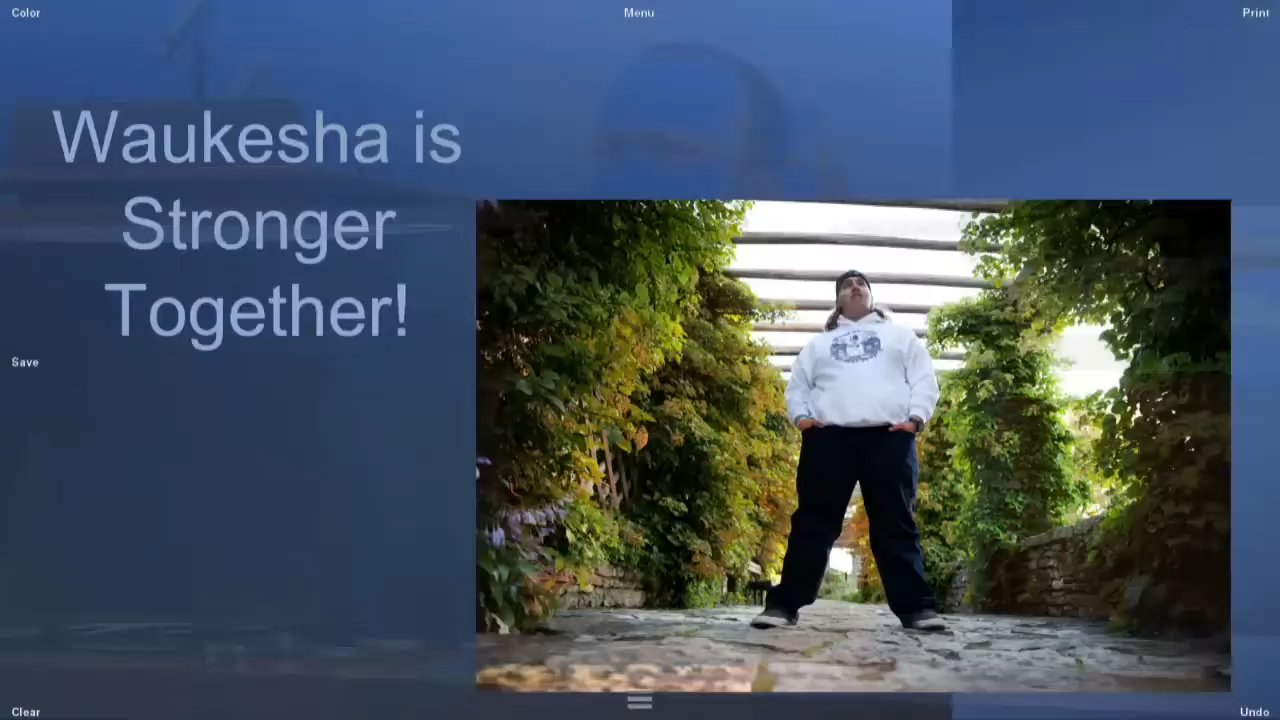 Color
Menu
Print
Waukesha is
Stronger
Together!
Save
Clear
Undo